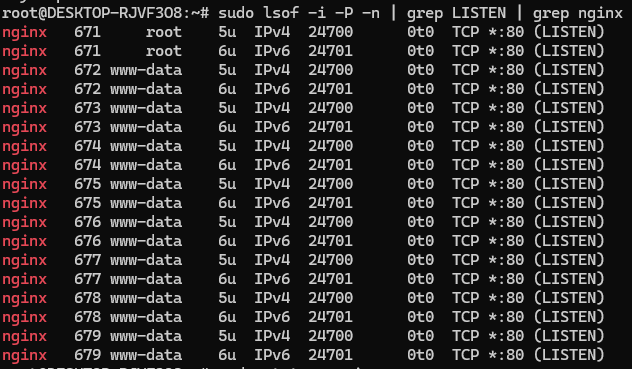 root@DESKTOP-RJVF3O8:~# sudo lsof -i -P -n | grep LISTEN | grep nginx
nginx   671     root    5u  IPv4  24700      0t0  TCP *:80 (LISTEN)
nginx   671     root    6u  IPv6  24701      0t0  TCP *:80 (LISTEN)
nginx   672 www-data    5u  IPv4  24700      0t0  TCP *:80 (LISTEN)
nginx   672 www-data    6u  IPv6  24701      0t0  TCP *:80 (LISTEN)
nginx   673 www-data    5u  IPv4  24700      0t0  TCP *:80 (LISTEN)
nginx   673 www-data    6u  IPv6  24701      0t0  TCP *:80 (LISTEN)
nginx   674 www-data    5u  IPv4  24700      0t0  TCP *:80 (LISTEN)
nginx   674 www-data    6u  IPv6  24701      0t0  TCP *:80 (LISTEN)
nginx   675 www-data    5u  IPv4  24700      0t0  TCP *:80 (LISTEN)
nginx   675 www-data    6u  IPv6  24701      0t0  TCP *:80 (LISTEN)
nginx   676 www-data    5u  IPv4  24700      0t0  TCP *:80 (LISTEN)
nginx   676 www-data    6u  IPv6  24701      0t0  TCP *:80 (LISTEN)
nginx   677 www-data    5u  IPv4  24700      0t0  TCP *:80 (LISTEN)
nginx   677 www-data    6u  IPv6  24701      0t0  TCP *:80 (LISTEN)
nginx   678 www-data    5u  IPv4  24700      0t0  TCP *:80 (LISTEN)
nginx   678 www-data    6u  IPv6  24701      0t0  TCP *:80 (LISTEN)
nginx   679 www-data    5u  IPv4  24700      0t0  TCP *:80 (LISTEN)
nginx   679 www-data    6u  IPv6  24701      0t0  TCP *:80 (LISTEN)